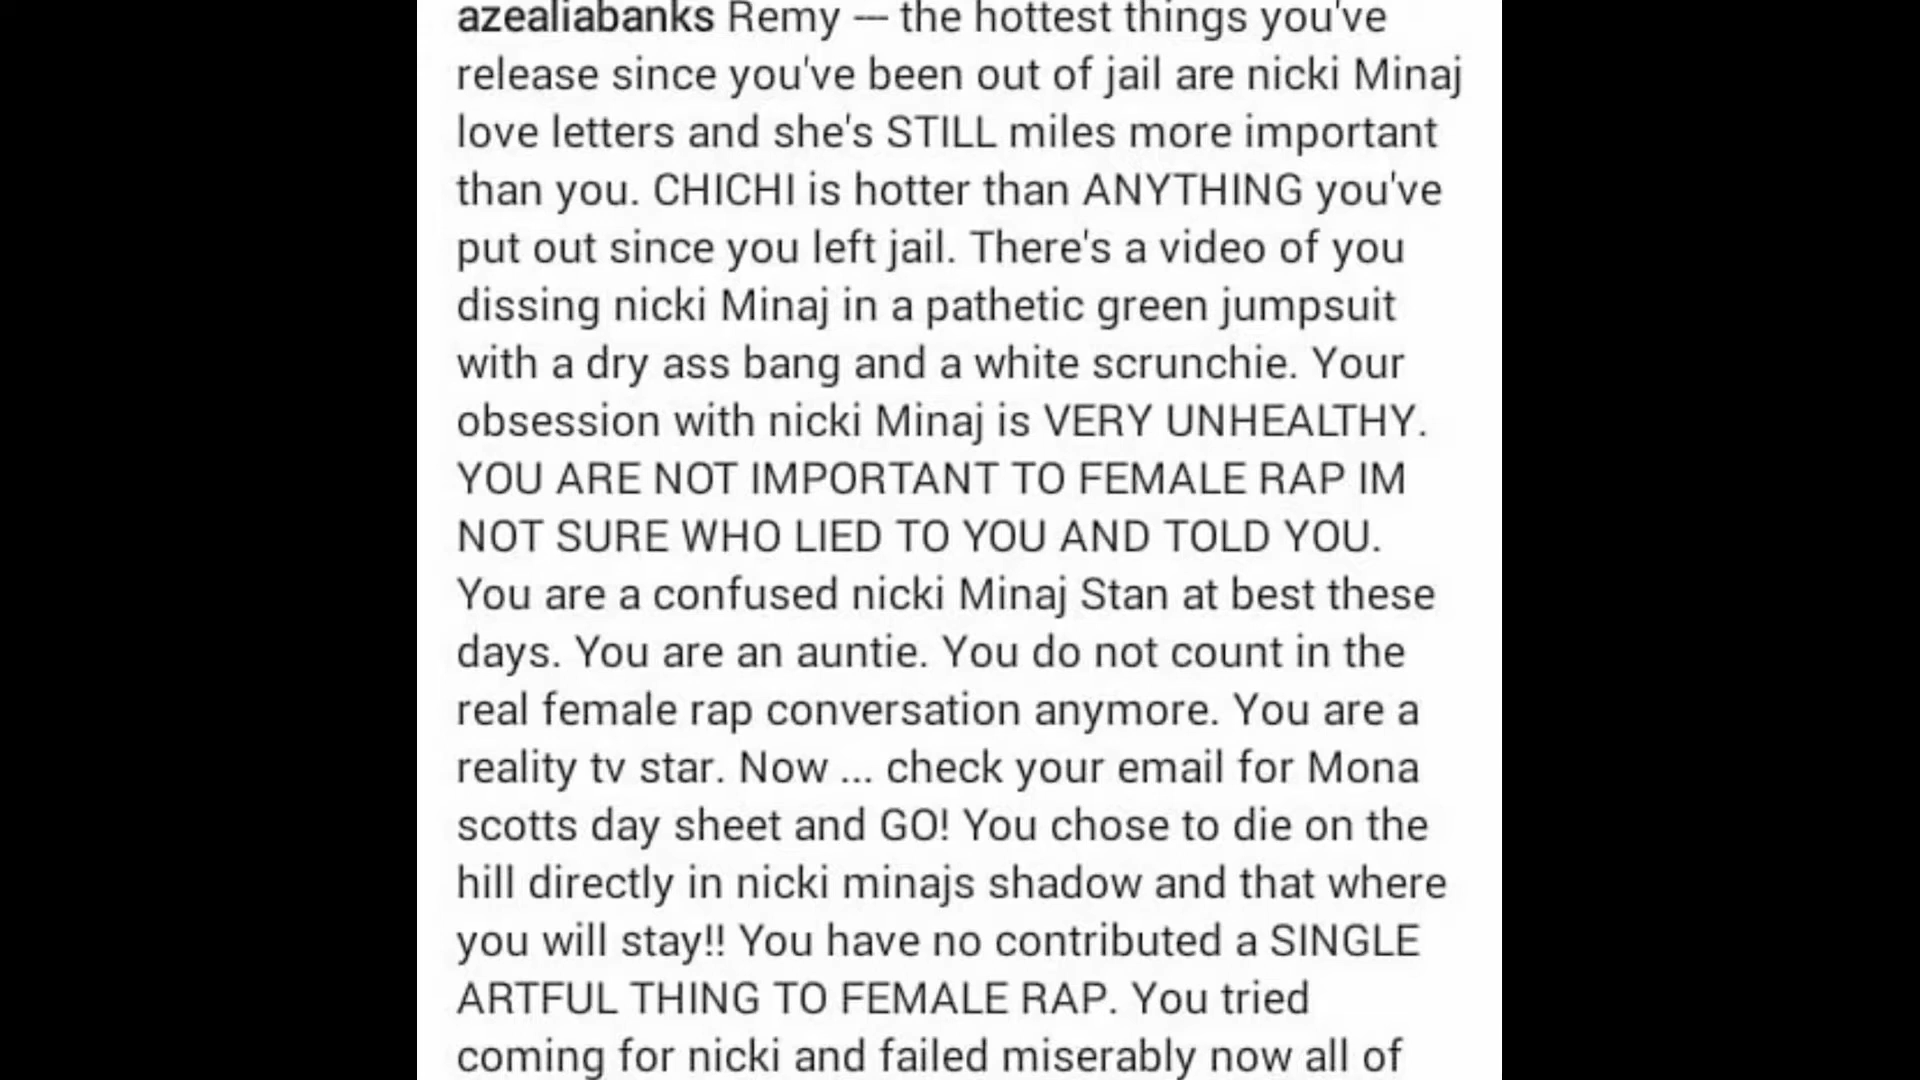 azealiabanks Remy --- the hottest things you've
release since you've been out of jail are nicki Minaj
love letters and she's STILL miles more important
than you. CHICHI is hotter than ANYTHING you've
put out since you left jail. There's a video of you
dissing nicki Minaj in a pathetic green jumpsuit
with a dry ass bang and a white scrunchie. Your
obsession with nicki Minaj is VERY UNHEALTHY.
YOU ARE NOT IMPORTANT TO FEMALE RAP IM
NOT SURE WHO LIED TO YOU AND TOLD YOU.
You are a confused nicki Minaj Stan at best these
days. You are an auntie. You do not count in the
real female rap conversation anymore. You are a
reality tv star. Now ... check your email for Mona
scotts day sheet and GO! You chose to die on the
hill directly in nicki minajs shadow and that where
you will stay!! You have no contributed a SINGLE
ARTFUL THING TO FEMALE RAP. You tried
coming for nicki and failed miserably now all of